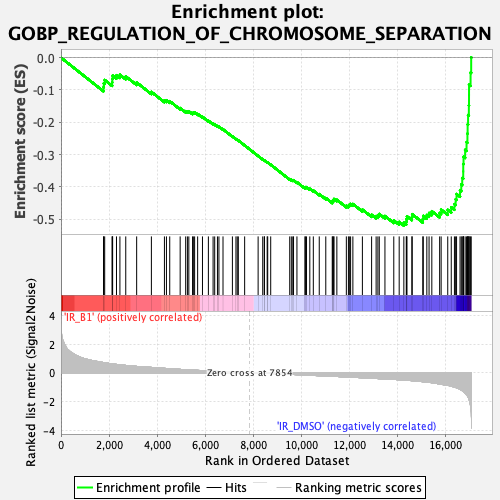 Enrichment plot:
GOBP_REGULATION_OF_CHROMOSOME_SEPARATION
Enrichment score (ES)
0.0
-0.1
-0.2
-0.3
-0.4
-0.5
'IR_B1' (positively correlated)
Ranked list metric (Signal2Noise)
4
2
0
-2
-4
Zero cross at 7854
'IR_DMSO' (negatively correlated)
0 2,000 4,000 6,000 8,000 10,000 12,000 14,000 16,000
Rank in Ordered Dataset
Enrichment profile Hits Ranking metric scores